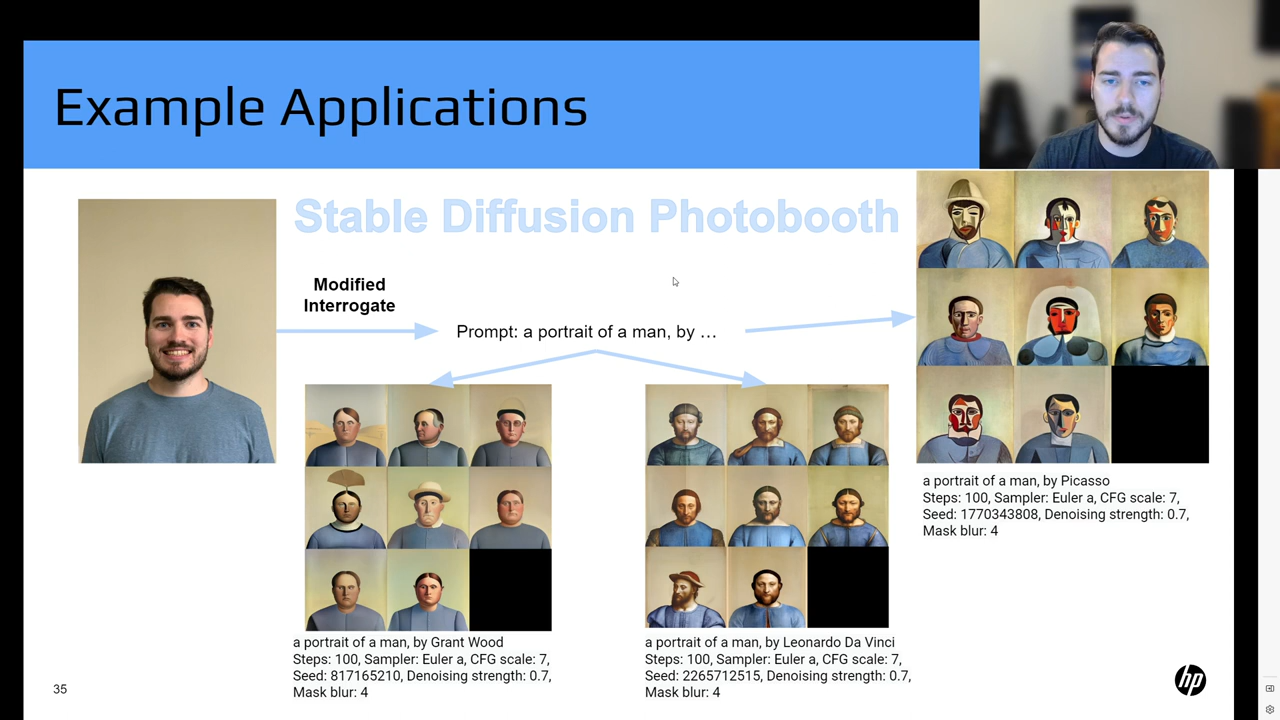 Example Applications
Stable Diffusion Photobooth
Modified
Interrogate
Prompt: a portrait of a man, by …
a portrait of a man, by Picasso
Steps: 100, Sampler: Euler a, CFG scale: 7,
Seed: 1770343808, Denoising strength: 0.7,
Mask blur: 4
a portrait of a man, by Grant Wood
Steps: 100, Sampler: Euler a, CFG scale: 7,
Seed: 817165210, Denoising strength: 0.7,
Mask blur: 4
a portrait of a man, by Leonardo Da Vinci
Steps: 100, Sampler: Euler a, CFG scale: 7,
Seed: 2265712515, Denoising strength: 0.7,
Mask blur: 4
35
hp